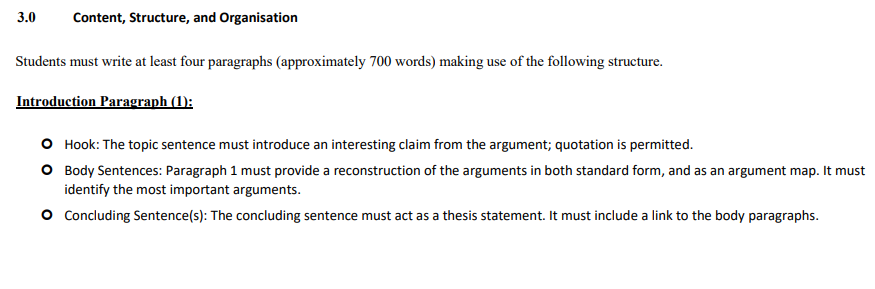 3.0 Content, Structure, and Organisation
Students must write at least four paragraphs (approximately 700 words) making use of the following structure.
Introduction Paragraph (1):
Hook: The topic sentence must introduce an interesting claim from the argument; quotation is permitted.
Body Sentences: Paragraph 1 must provide a reconstruction of the arguments in both standard form, and as an argument map. It must
identify the most important arguments.
Concluding Sentence(s): The concluding sentence must act as a thesis statement. It must include a link to the body paragraphs.